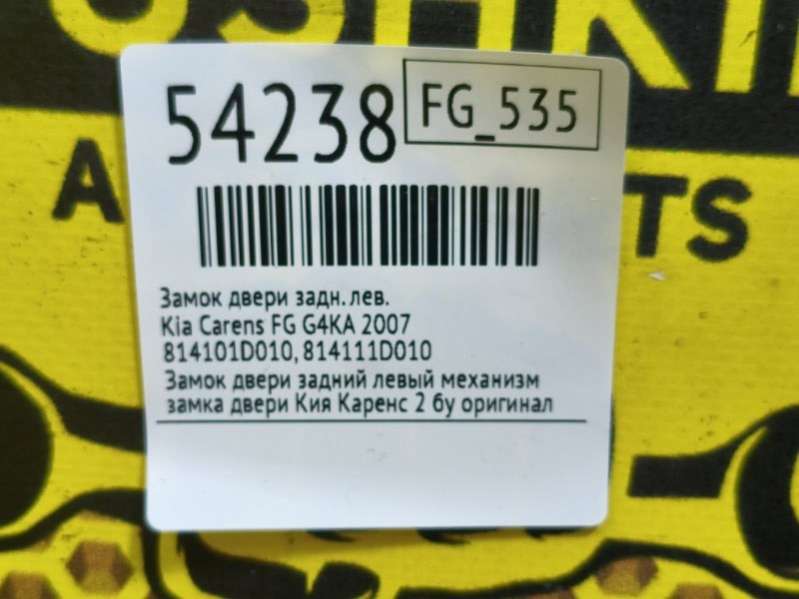 54238
FG_535
Замок двери задн. лев.
Kia Carens FG G4KA 2007
814101D010, 814111D010
Замок двери задний левый механизм
замка двери Кия Каренс 2 бу оригинал